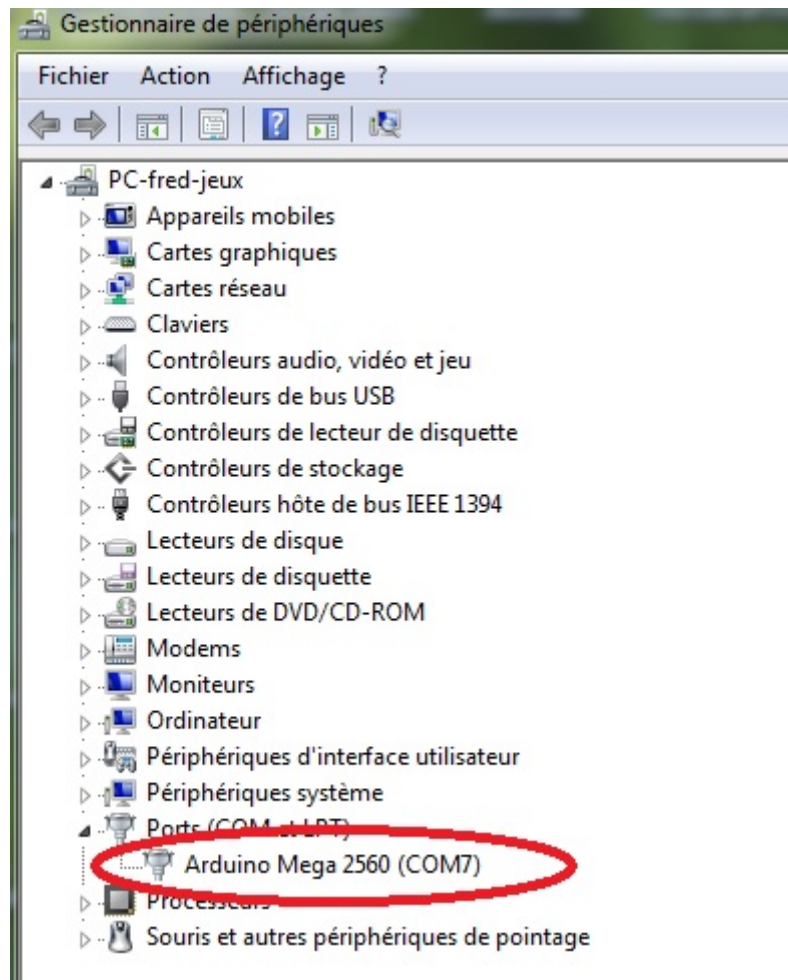 Gestionnaire de périphériques
Fichier Action Affichage ?
PC-fred-jeux
Appareils mobiles
Cartes graphiques
Cartes réseau
Claviers
Contrôleurs audio, vidéo et jeu
Contrôleurs de bus USB
Contrôleurs de lecteur de disquette
Contrôleurs de stockage
Contrôleurs hôte de bus IEEE 1394
Lecteurs de disque
Lecteurs de disquette
Lecteurs de DVD/CD-ROM
Modems
Moniteurs
Ordinateur
Périphériques d'interface utilisateur
Périphériques système
Ports (COM et LPT)
Arduino Mega 2560 (COM7)
Processeurs
Souris et autres périphériques de pointage